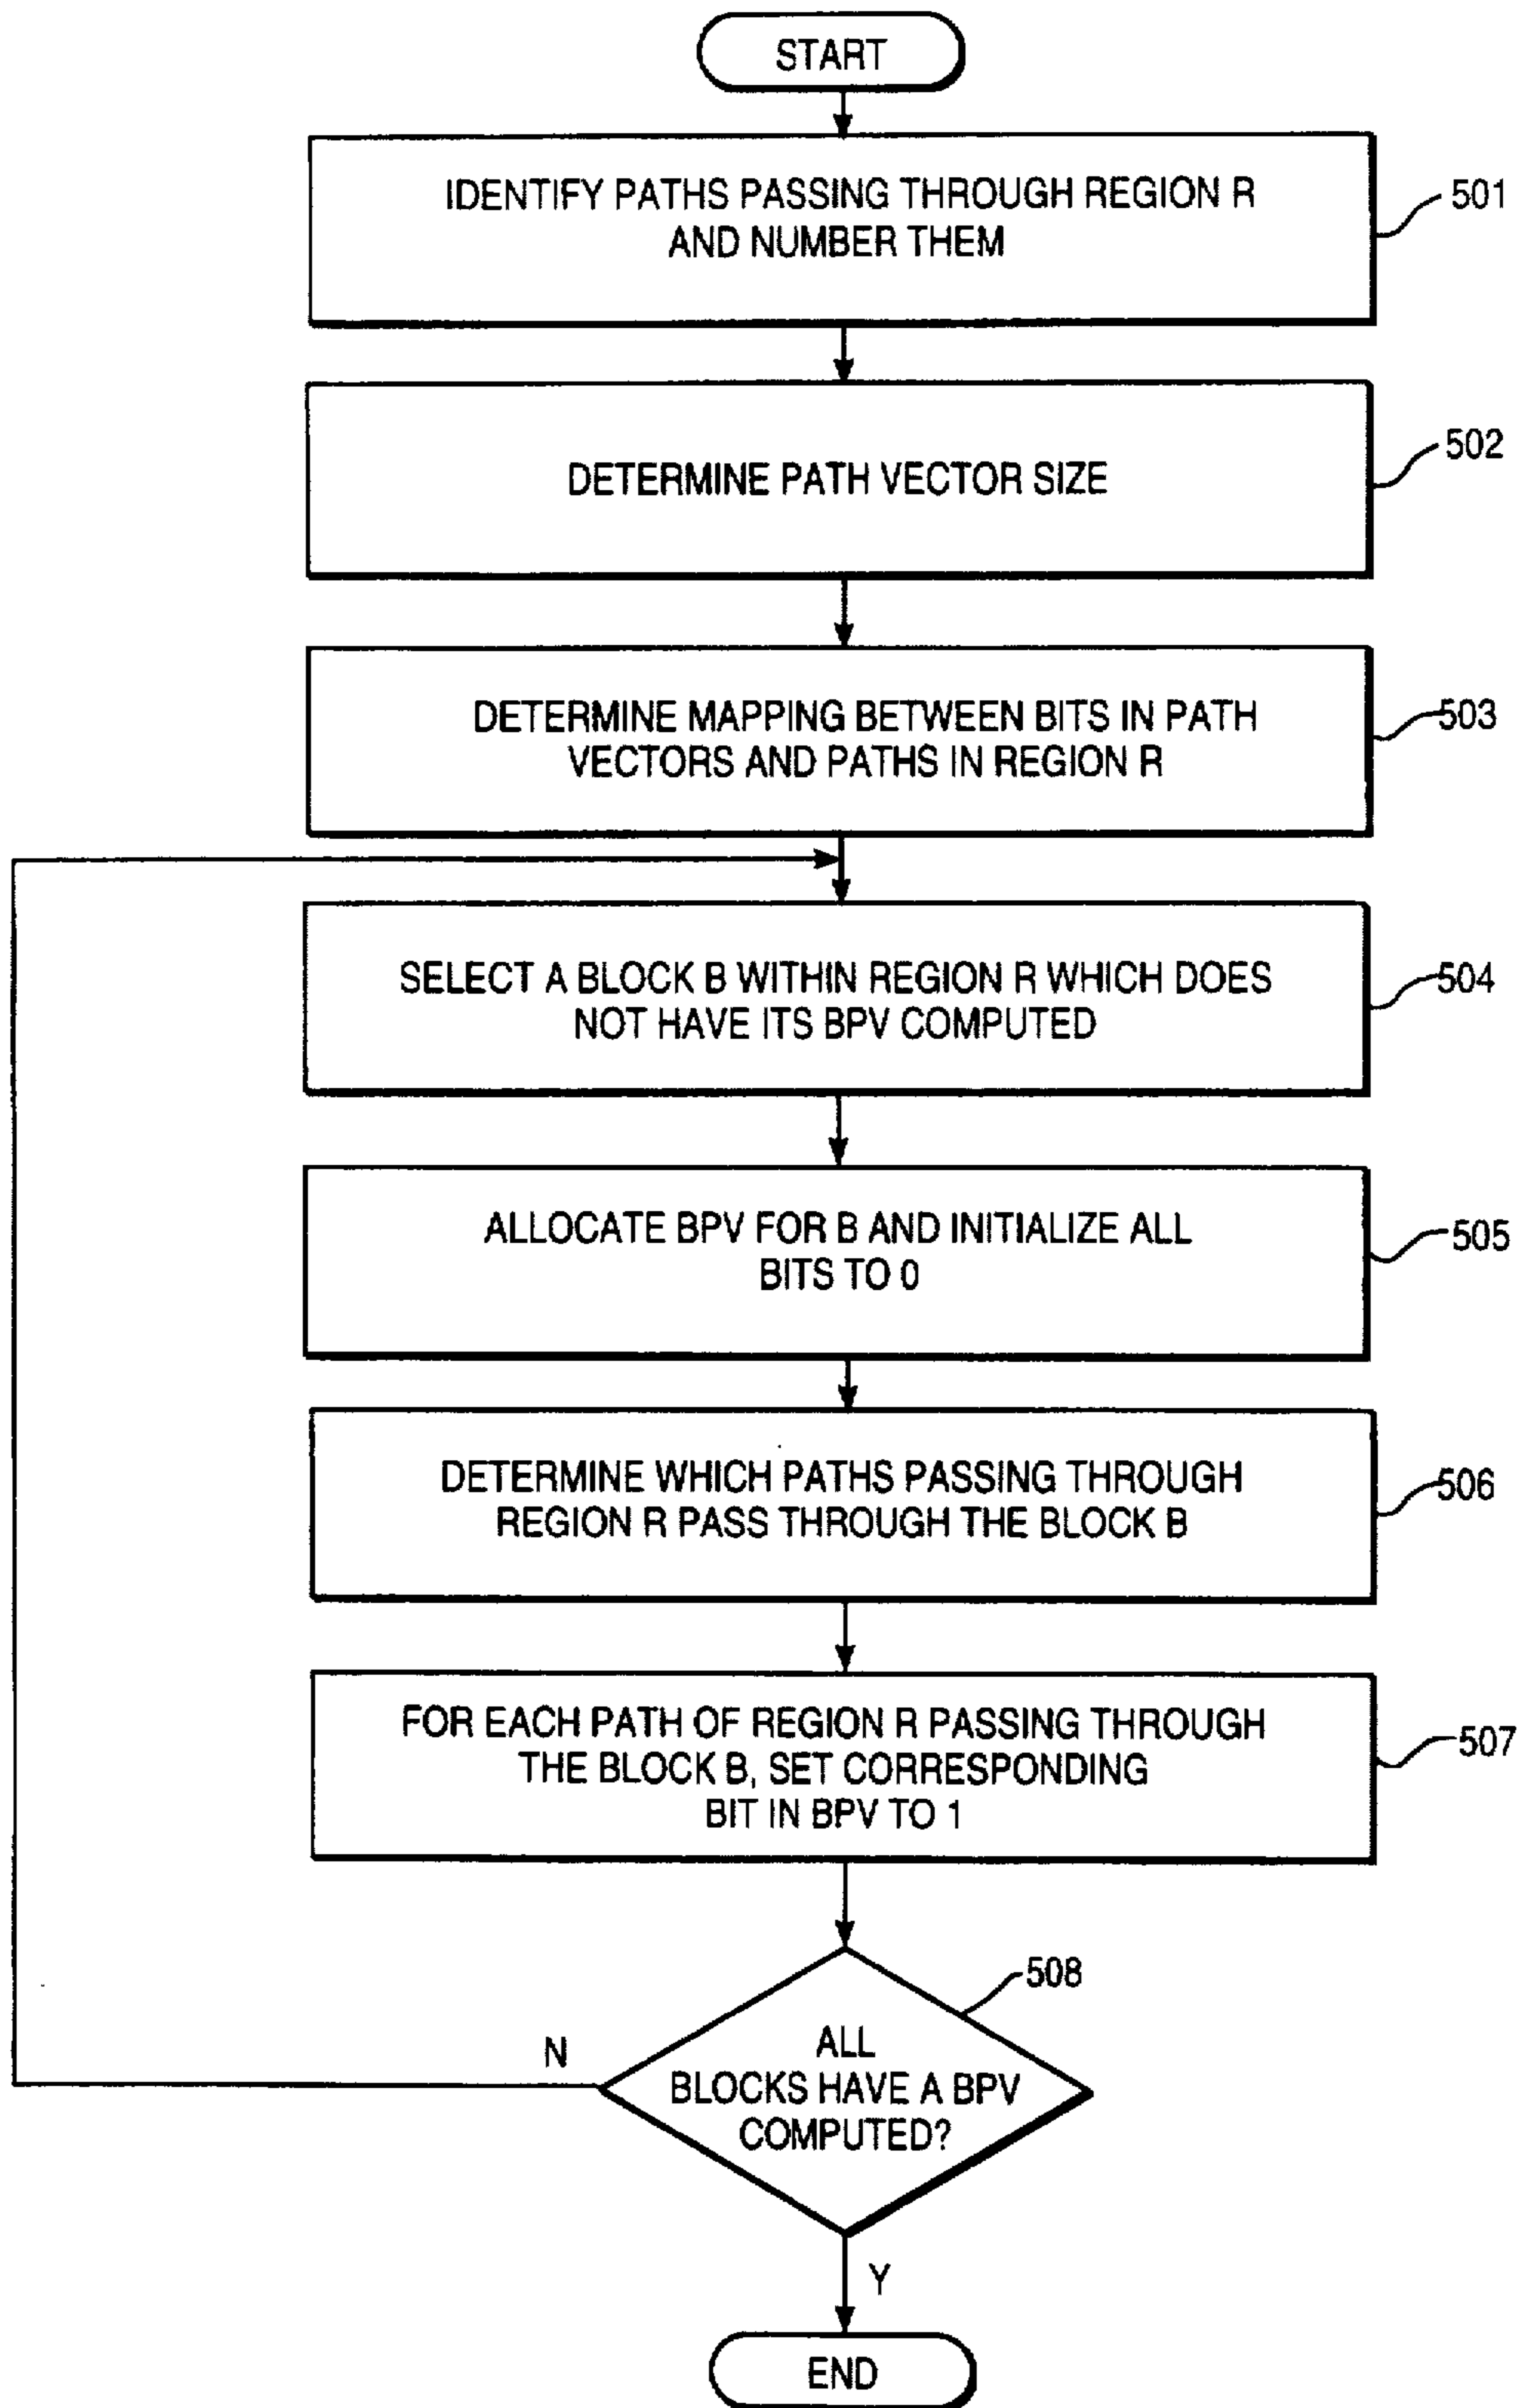 START
IDENTIFY PATHS PASSING THROUGH REGION R
AND NUMBER THEM
501
DETERMINE PATH VECTOR SIZE
502
DETERMINE MAPPING BETWEEN BITS IN PATH
VECTORS AND PATHS IN REGION R
503
SELECT A BLOCK B WITHIN REGION R WHICH DOES
NOT HAVE ITS BPV COMPUTED
504
ALLOCATE BPV FOR B AND INITIALIZE ALL
BITS TO 0
505
DETERMINE WHICH PATHS PASSING THROUGH
REGION R PASS THROUGH THE BLOCK B
506
FOR EACH PATH OF REGION R PASSING THROUGH
THE BLOCK B, SET CORRESPONDING
BIT IN BPV TO 1
507
508
ALL
BLOCKS HAVE A BPV
COMPUTED?
N
Y
END